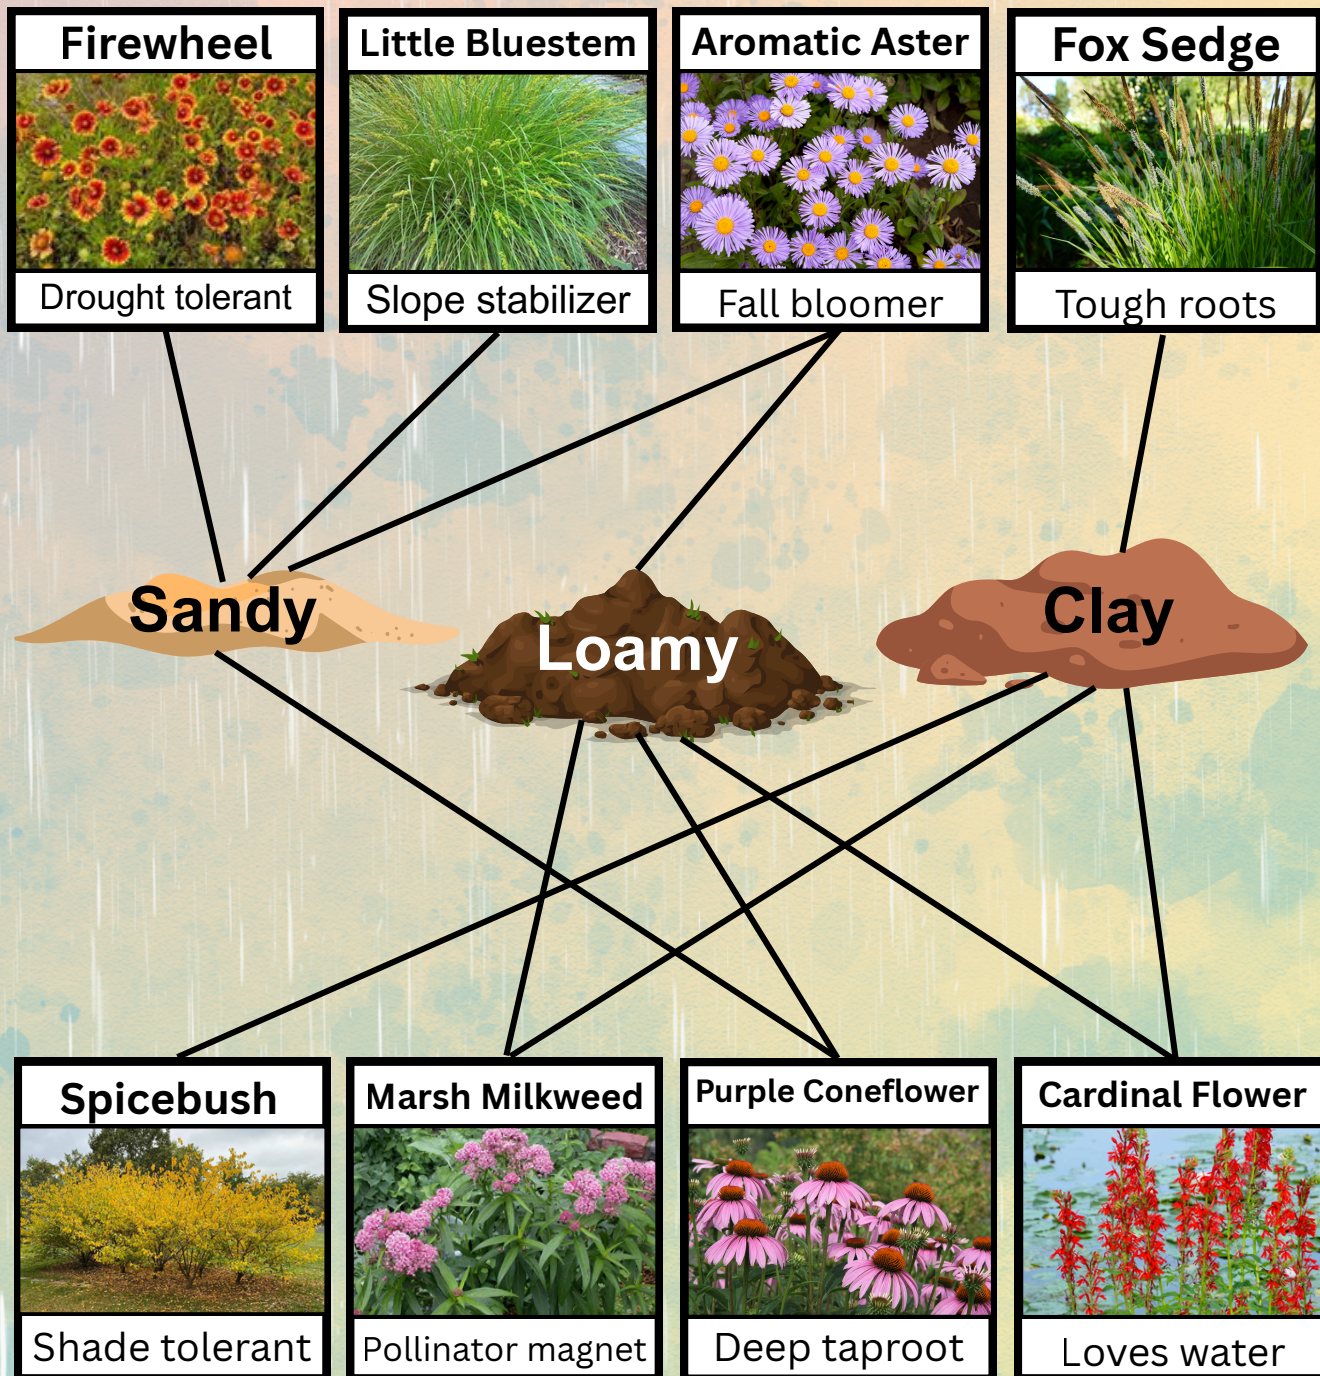 Firewheel
Little Bluestem
Aromatic Aster
Fox Sedge
Drought tolerant
Slope stabilizer
Fall bloomer
Tough roots
Sandy
Loamy
Clay
Spicebush
Marsh Milkweed
Purple Coneflower
Cardinal Flower
Shade tolerant
Pollinator magnet
Deep taproot
Loves water